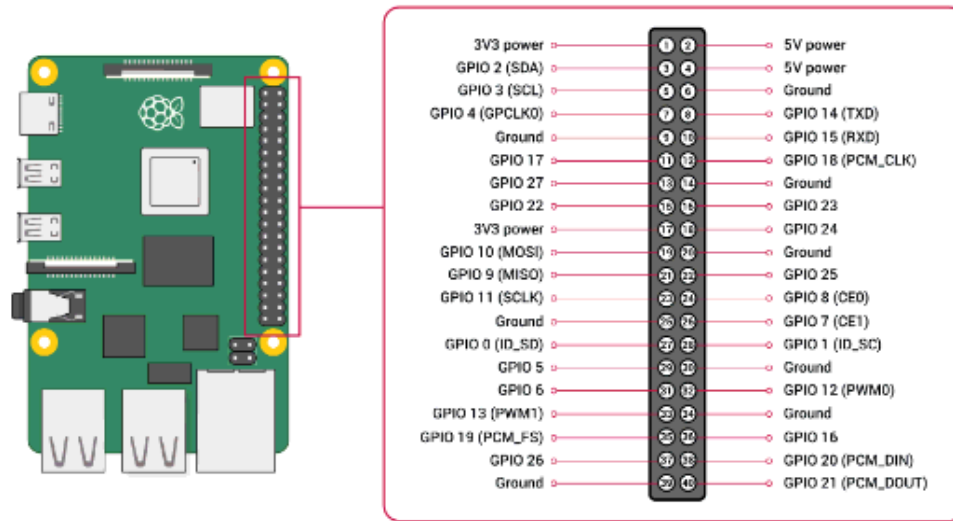 3V3 power 1 2 5V power
GPIO 2 (SDA) 3 4 5V power
GPIO 3 (SCL) 5 6 Ground
GPIO 4 (GPCLK0) 7 8 GPIO 14 (TXD)
Ground 9 10 GPIO 15 (RXD)
GPIO 17 11 12 GPIO 18 (PCM_CLK)
GPIO 27 13 14 Ground
GPIO 22 15 16 GPIO 23
3V3 power 17 18 GPIO 24
GPIO 10 (MOSI) 19 20 Ground
GPIO 9 (MISO) 21 22 GPIO 25
GPIO 11 (SCLK) 23 24 GPIO 8 (CE0)
Ground 25 26 GPIO 7 (CE1)
GPIO 0 (ID_SD) 27 28 GPIO 1 (ID_SC)
GPIO 5 29 30 Ground
GPIO 6 31 32 GPIO 12 (PWM0)
GPIO 13 (PWM1) 33 34 Ground
GPIO 19 (PCM_FS) 35 36 GPIO 16
GPIO 26 37 38 GPIO 20 (PCM_DIN)
Ground 39 40 GPIO 21 (PCM_DOUT)